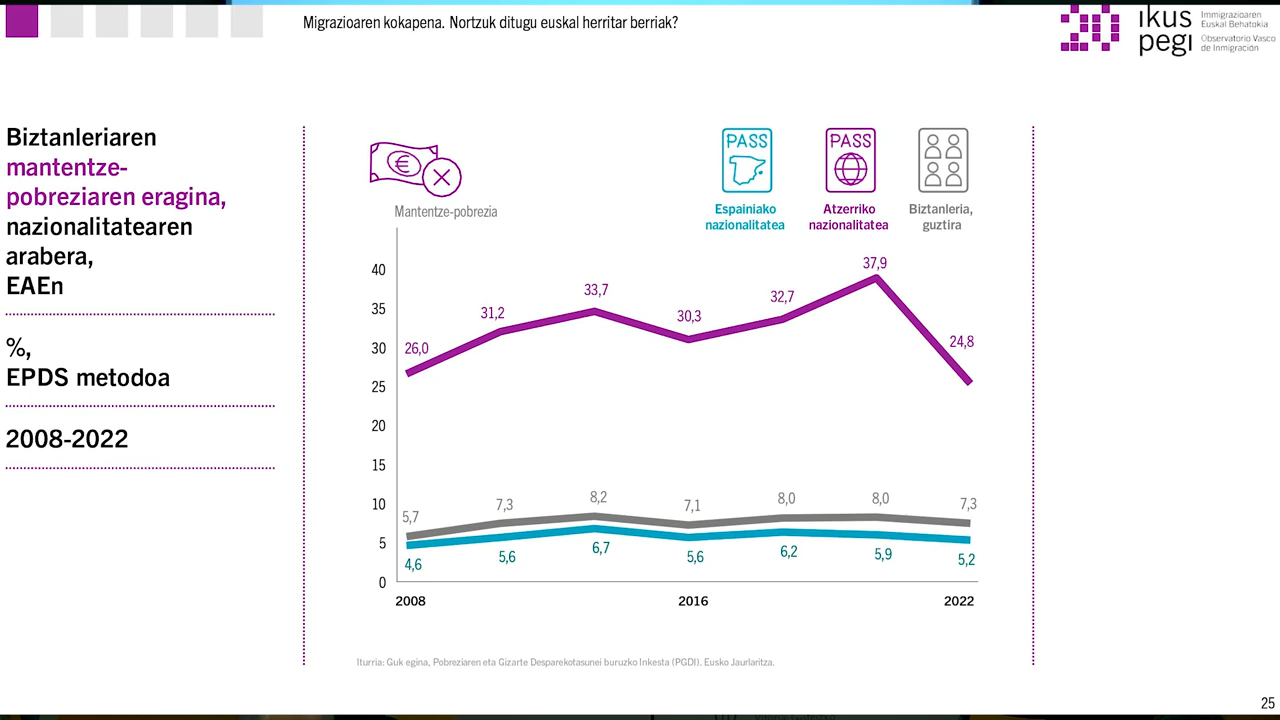 Migrazioaren kokapena. Nortzuk ditugu euskal herritar berriak?
20
ikus
pegi
Immigrazioaren
Euskal Behatokia
Observatorio Vasco
de Inmigración
Biztanleriaren
mantentze-
pobreziaren eragina,
nazionalitatearen
arabera,
EAEn
%,
EPDS metodoa
2008-2022
Mantentze-pobrezia
PASS
Espainiako
nazionalitatea
PASS
Atzerriko
nazionalitatea
Biztanleria,
guztira
40
35
30
25
20
15
10
5
0
26,0
31,2
33,7
30,3
32,7
37,9
24,8
5,7
7,3
8,2
7,1
8,0
8,0
7,3
4,6
5,6
6,7
5,6
6,2
5,9
5,2
2008
2016
2022
Iturria: Guk egina, Pobreziaren eta Gizarte Desparekotasunei buruzko Inkesta (PGDI). Eusko Jaurlaritza.
25